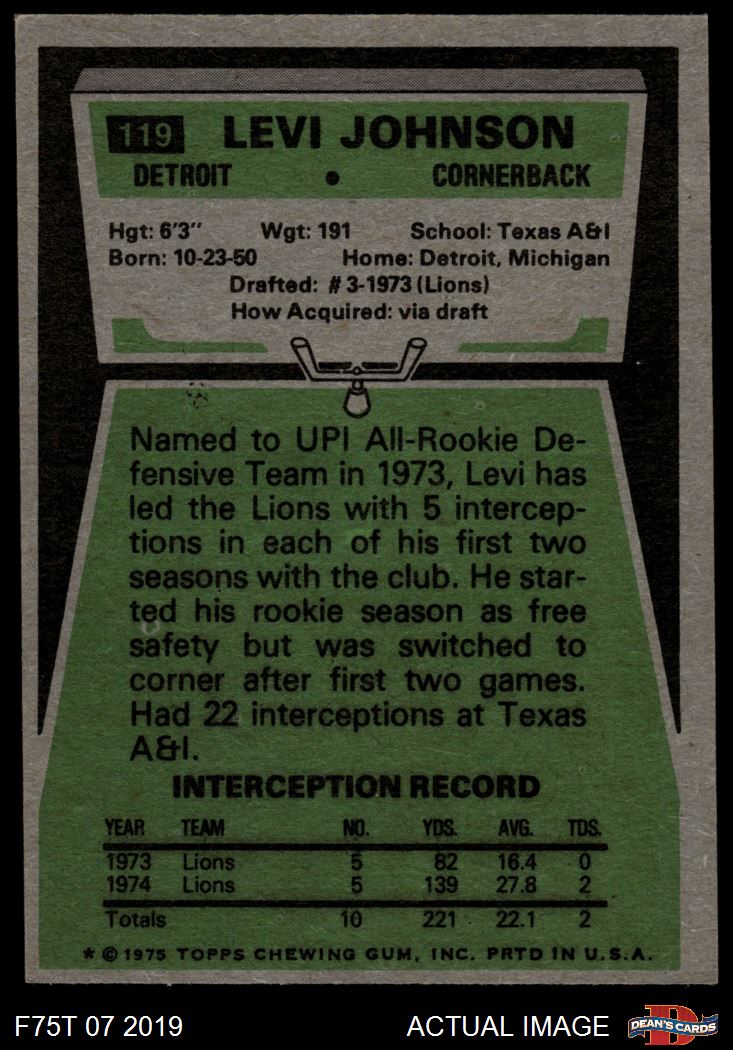 119 LEVI JOHNSON
DETROIT • CORNERBACK
Hgt: 6'3" Wgt: 191 School: Texas A&I
Born: 10-23-50 Home: Detroit, Michigan
Drafted: #3-1973 (Lions)
How Acquired: via draft
Named to UPI All-Rookie De-
fensive Team in 1973, Levi has
led the Lions with 5 intercep-
tions in each of his first two
seasons with the club. He star-
ted his rookie season as free
safety but was switched to
corner after first two games.
Had 22 interceptions at Texas
A&I.
INTERCEPTION RECORD
YEAR TEAM NO. YDS. AVG. TDS.
1973 Lions 5 82 16.4 0
1974 Lions 5 139 27.8 2
Totals 10 221 22.1 2
* © 1975 TOPPS CHEWING GUM, INC. PRTD IN U.S.A.
F75T 07 2019 ACTUAL IMAGE D DEAN'S CARDS